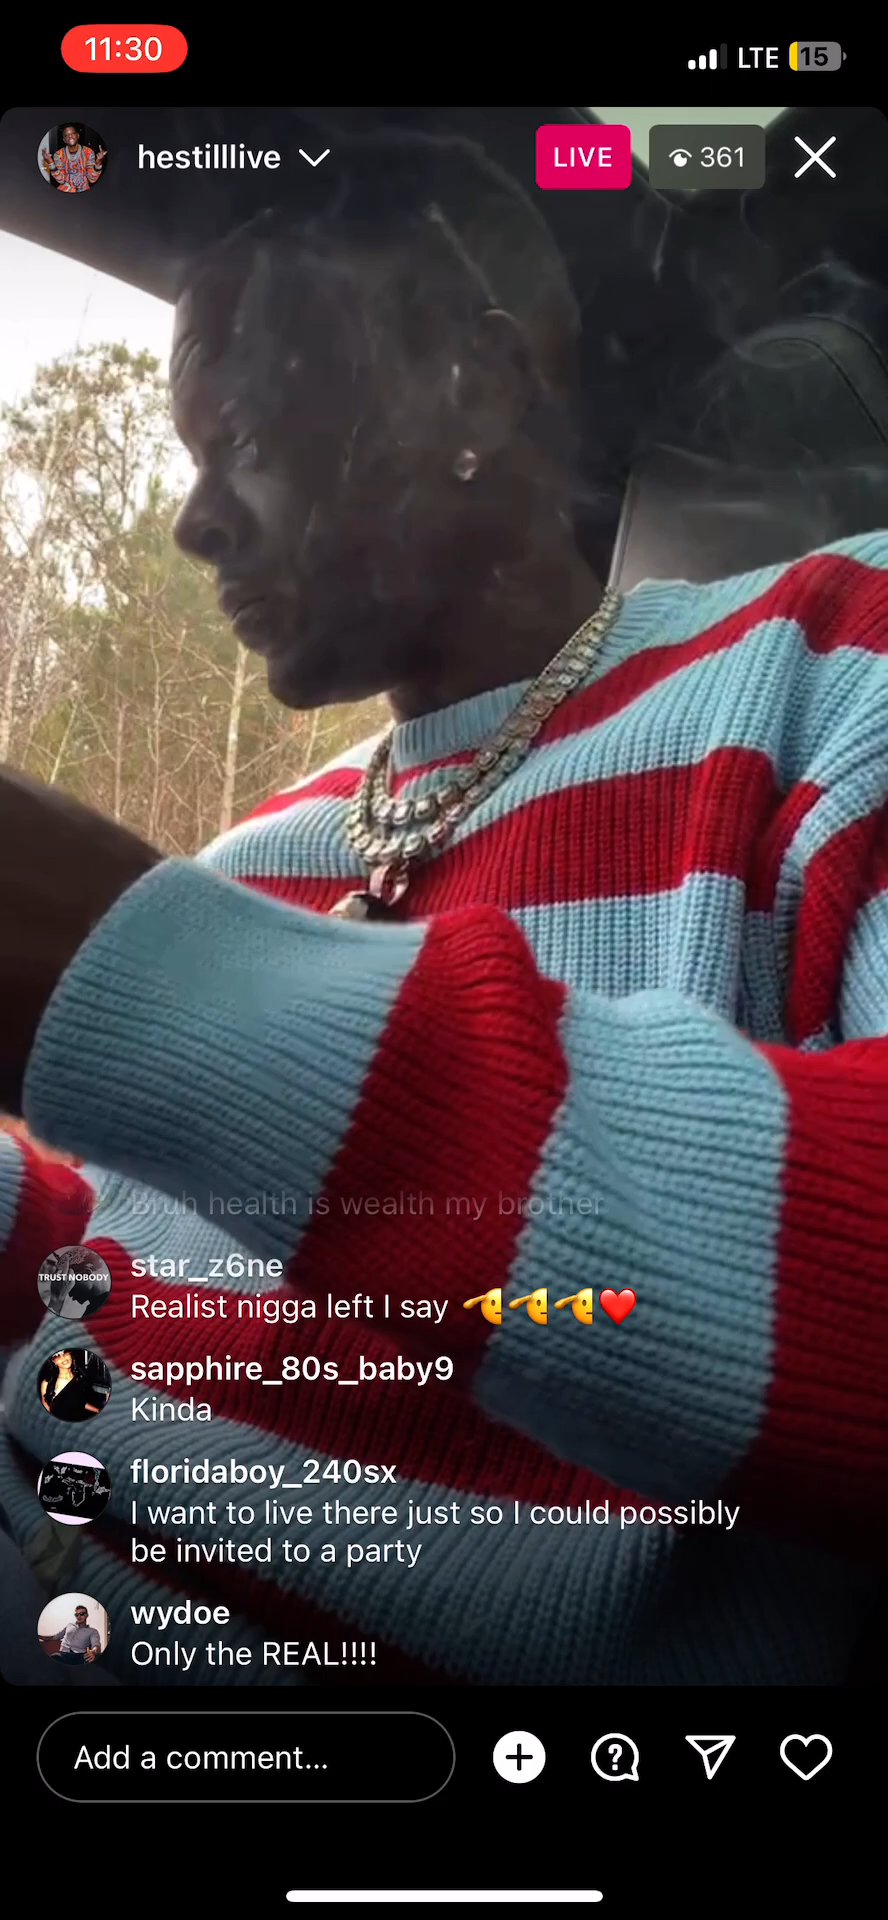 11:30
LTE 15
hestilllive
LIVE
361
Bruh health is wealth my brother
TRUST NOBODY
star_z6ne
Realist nigga left I say 🫡🫡🫡❤️
sapphire_80s_baby9
Kinda
floridaboy_240sx
I want to live there just so I could possibly
be invited to a party
wydoe
Only the REAL!!!!
Add a comment...